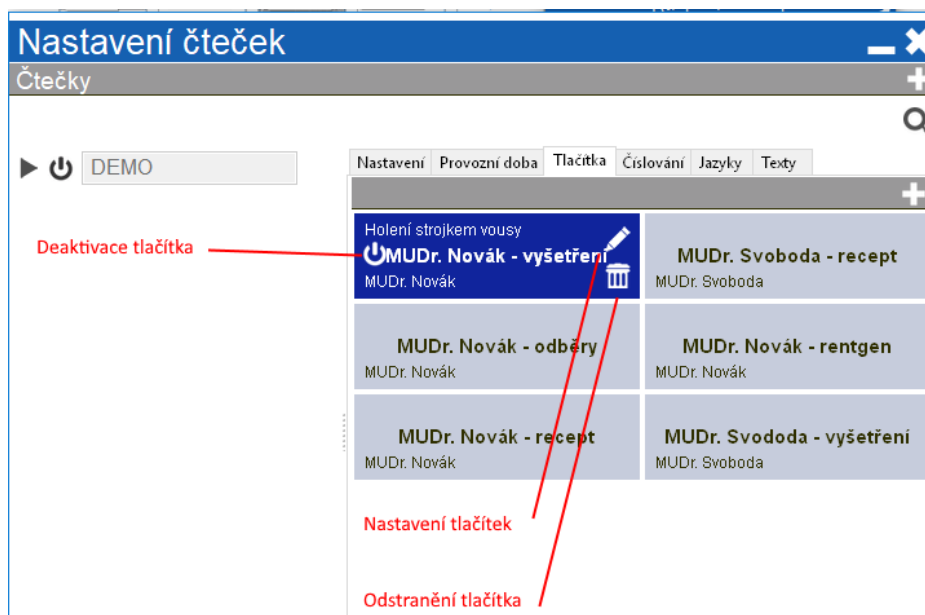 Nastavení čteček
Čtečky
DEMO
Nastavení Provozní doba Tlačítka Číslování Jazyky Texty
Deaktivace tlačítka
Holení strojkem vousy
MUDr. Novák - vyšetření
MUDr. Novák
MUDr. Svoboda - recept
MUDr. Svoboda
MUDr. Novák - odběry
MUDr. Novák
MUDr. Novák - rentgen
MUDr. Novák
MUDr. Novák - recept
MUDr. Novák
MUDr. Svododa - vyšetření
MUDr. Svoboda
Nastavení tlačítek
Odstranění tlačítka